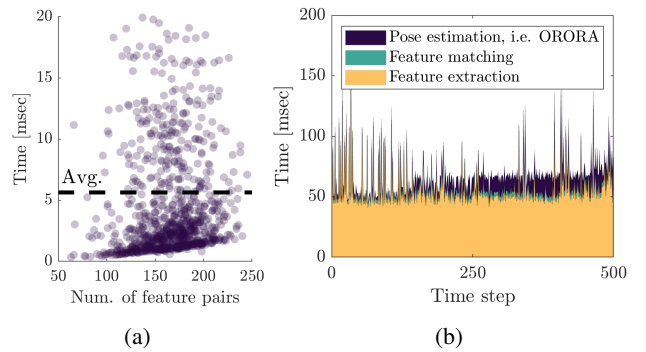 20
15
10
5
0
Time [msec]
Avg.
50 100 150 200 250
Num. of feature pairs
(a)
200
150
100
50
0
Time [msec]
Pose estimation, i.e. ORORA
Feature matching
Feature extraction
0 250 500
Time step
(b)